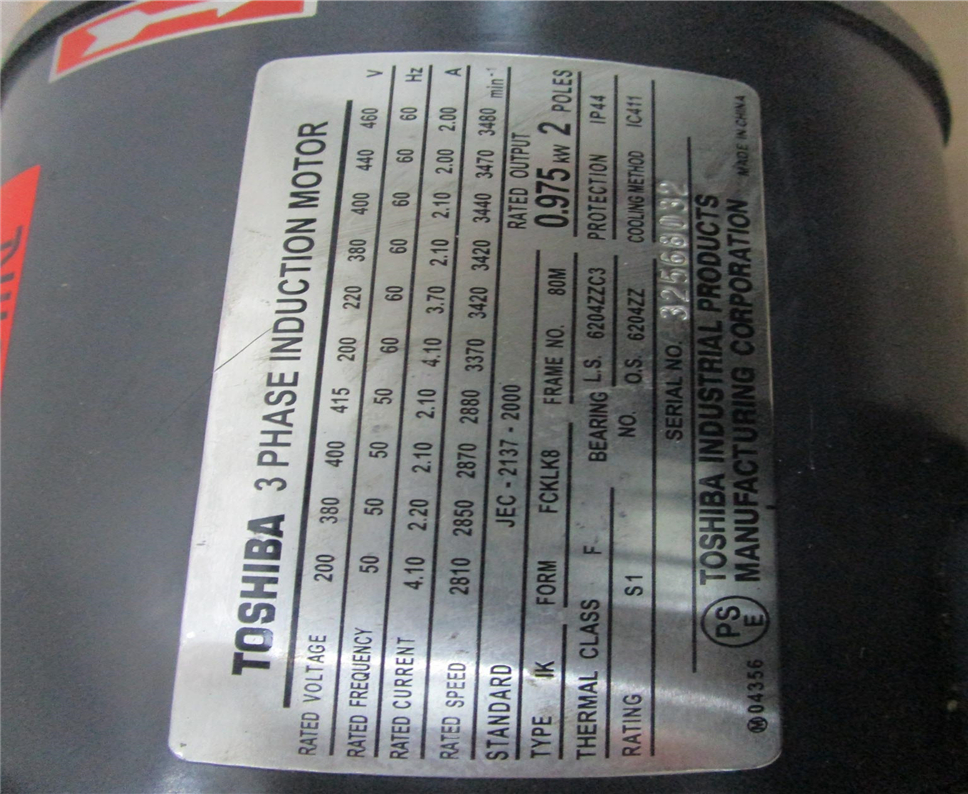 TOSHIBA 3 PHASE INDUCTION MOTOR
RATED VOLTAGE 200 380 400 415 200 220 380 400 440 460 V
RATED FREQUENCY 50 50 50 50 60 60 60 60 60 60 Hz
RATED CURRENT 4.10 2.20 2.10 2.10 4.10 3.70 2.10 2.10 2.00 2.00 A
RATED SPEED 2810 2850 2870 2880 3370 3420 3420 3440 3470 3480 min⁻¹
STANDARD JEC - 2137 - 2000 RATED OUTPUT
TYPE IK FORM FCKLK8 FRAME NO. 80M 0.975 kW 2 POLES
THERMAL CLASS F BEARING L.S. 6204ZZC3 PROTECTION IP44
RATING S1 NO. O.S. 6204ZZ COOLING METHOD IC411
SERIAL NO. 32568032
PS E TOSHIBA INDUSTRIAL PRODUCTS
MANUFACTURING CORPORATION
M 04356 MADE IN CHINA